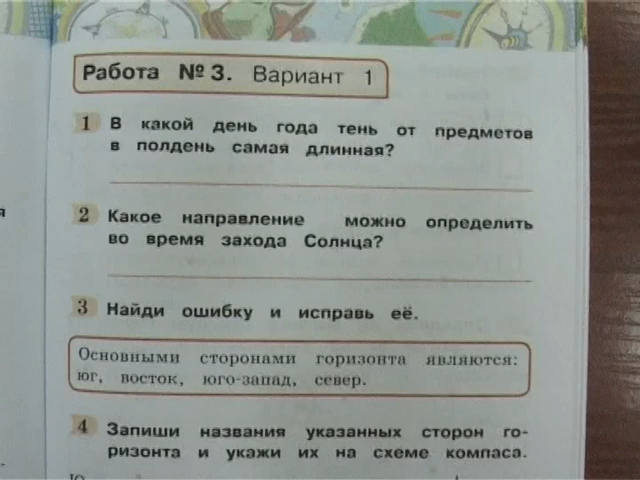 Работа № 3. Вариант 1
1 В какой день года тень от предметов
в полдень самая длинная?
2 Какое направление можно определить
во время захода Солнца?
3 Найди ошибку и исправь её.
Основными сторонами горизонта являются:
юг, восток, юго-запад, север.
4 Запиши названия указанных сторон го-
ризонта и укажи их на схеме компаса.